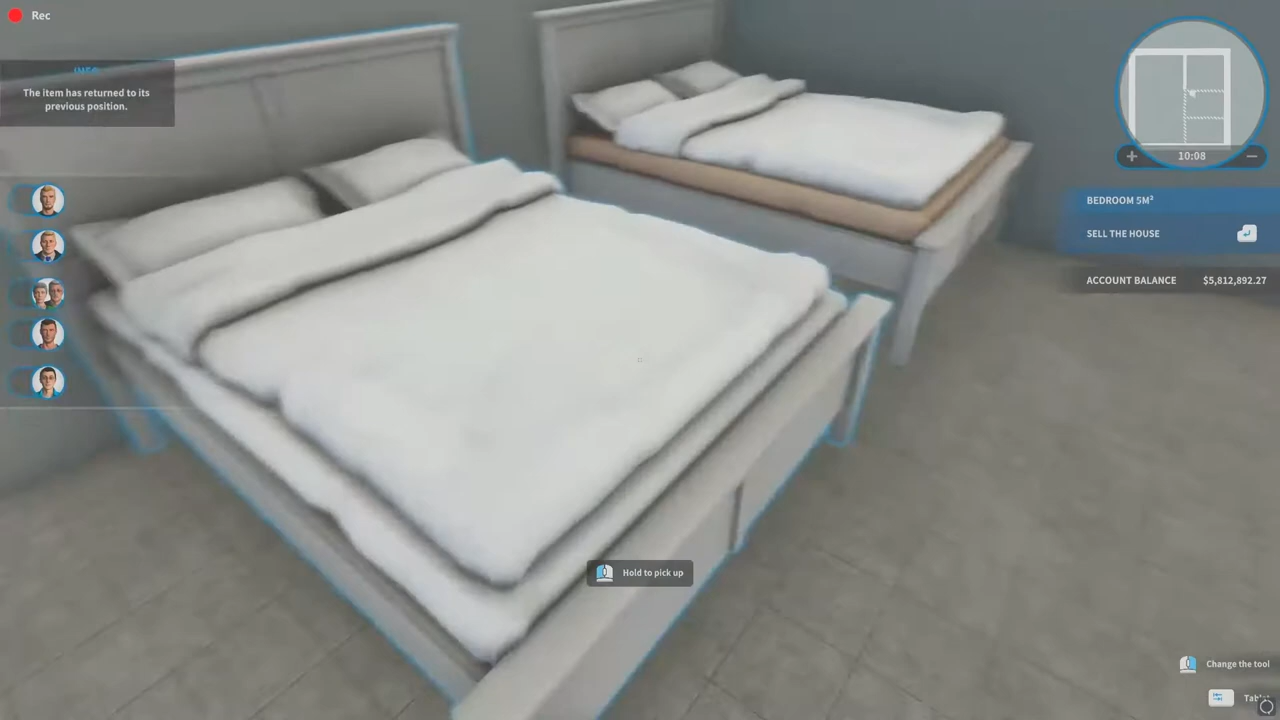 Rec
INFO
The item has returned to its
previous position.
10:08
BEDROOM 5M²
SELL THE HOUSE
ACCOUNT BALANCE $5,812,892.27
Hold to pick up
Change the tool